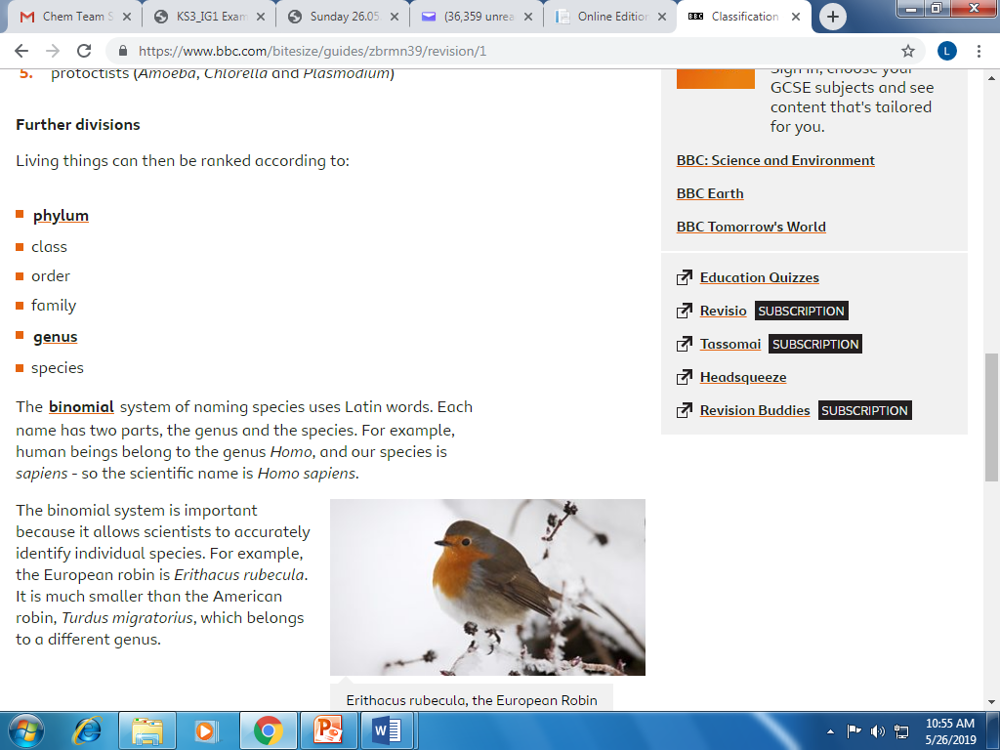 Chem Team S
KS3_IG1 Exam
Sunday 26.05
(36,359 unrea
Online Edition
BBC Classification
https://www.bbc.com/bitesize/guides/zbrmn39/revision/1
L
5. protoctists (Amoeba, Chlorella and Plasmodium)
Further divisions
Living things can then be ranked according to:
phylum
class
order
family
genus
species
The binomial system of naming species uses Latin words. Each
name has two parts, the genus and the species. For example,
human beings belong to the genus Homo, and our species is
sapiens - so the scientific name is Homo sapiens.
The binomial system is important
because it allows scientists to accurately
identify individual species. For example,
the European robin is Erithacus rubecula.
It is much smaller than the American
robin, Turdus migratorius, which belongs
to a different genus.
Erithacus rubecula, the European Robin
Sign in, choose your
GCSE subjects and see
content that's tailored
for you.
BBC: Science and Environment
BBC Earth
BBC Tomorrow's World
Education Quizzes
Revisio SUBSCRIPTION
Tassomai SUBSCRIPTION
Headsqueeze
Revision Buddies SUBSCRIPTION
10:55 AM
5/26/2019